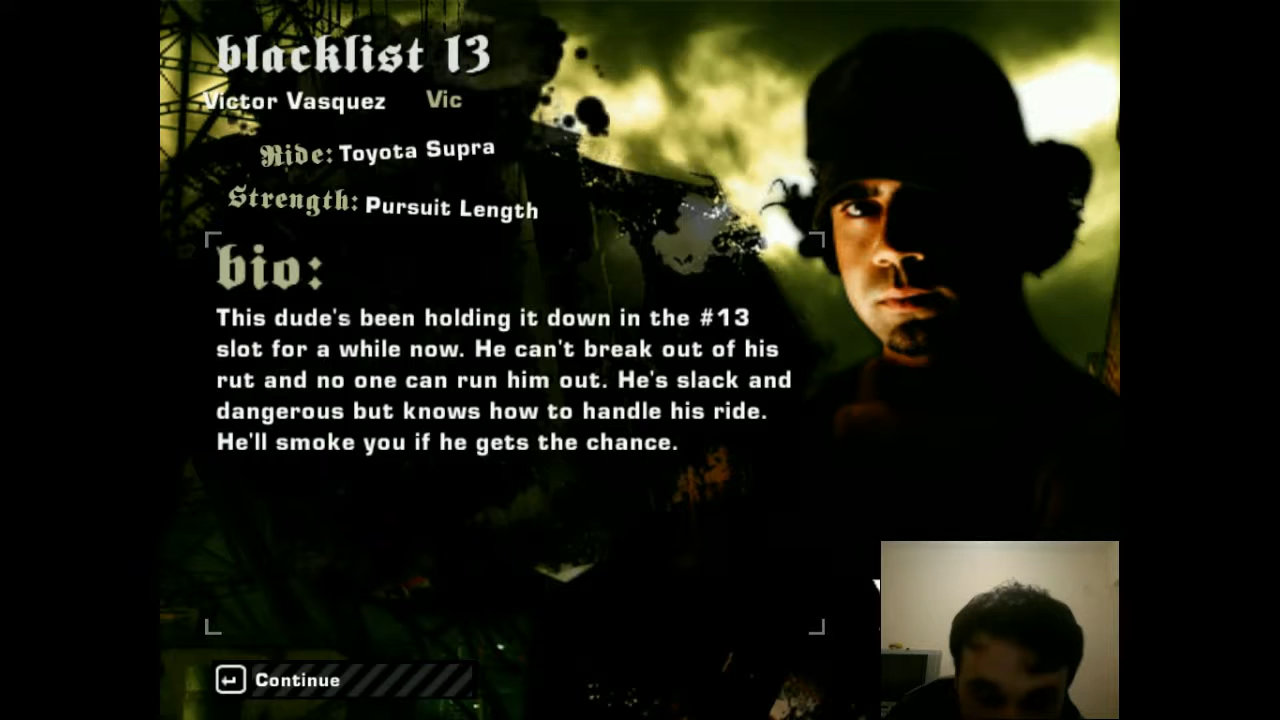 blacklist 13
Victor Vasquez Vic
Ride: Toyota Supra
Strength: Pursuit Length
bio:
This dude's been holding it down in the #13
slot for a while now. He can't break out of his
rut and no one can run him out. He's slack and
dangerous but knows how to handle his ride.
He'll smoke you if he gets the chance.
Continue